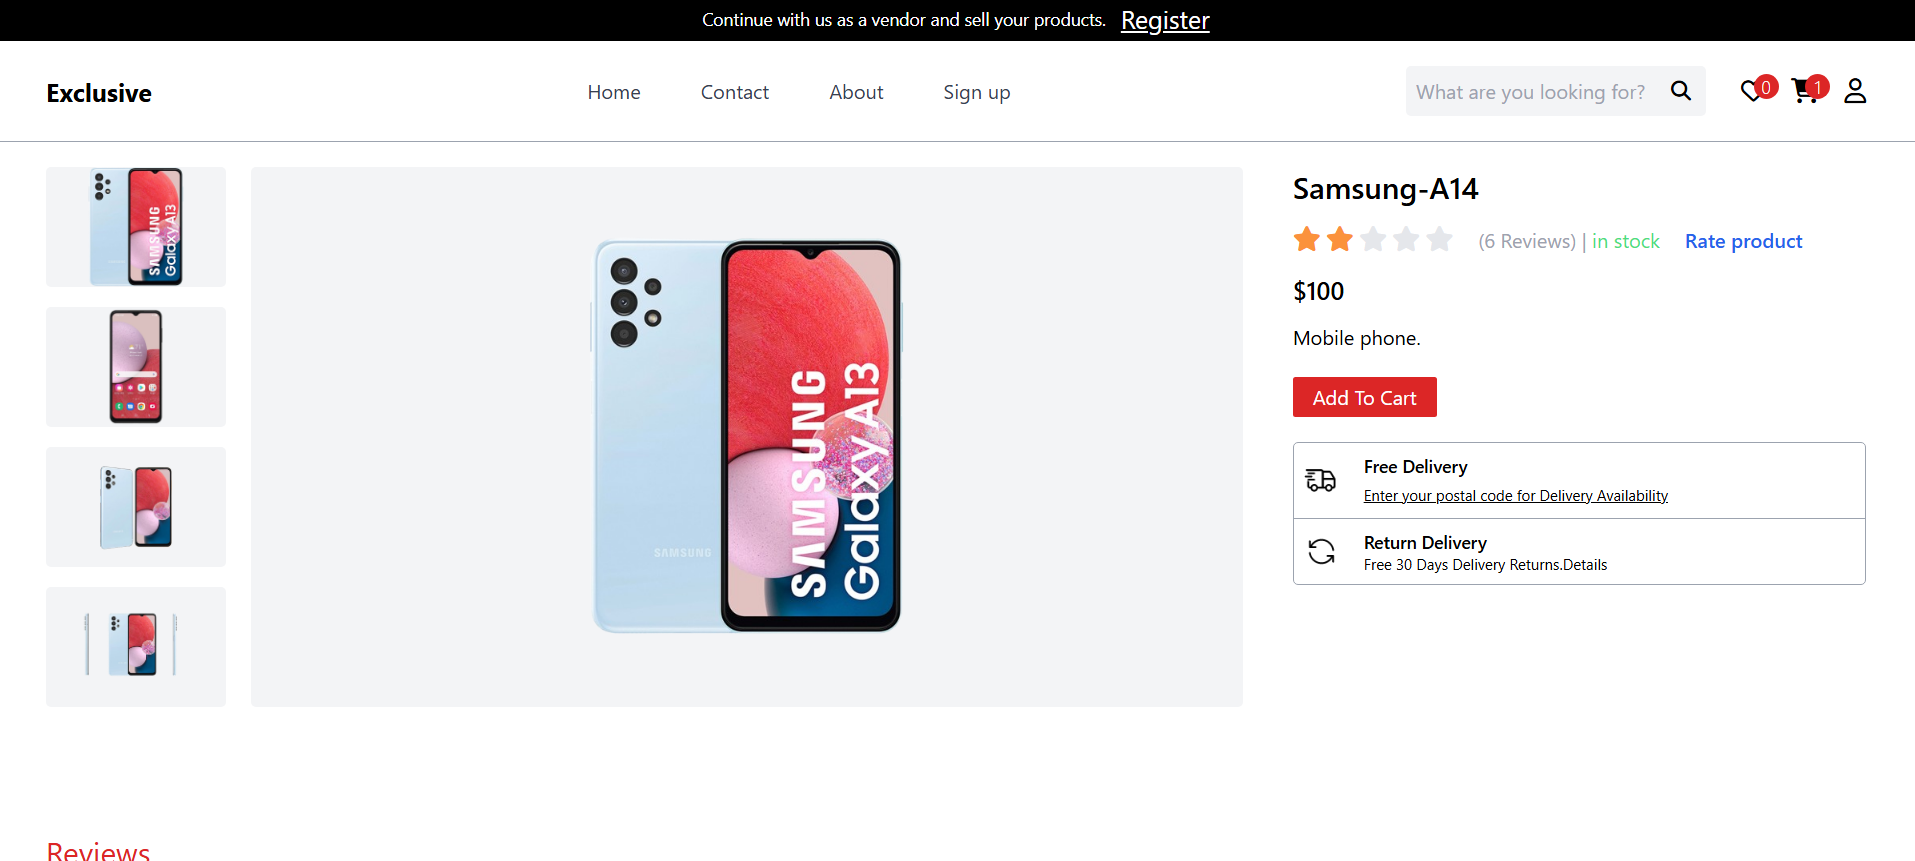 Continue with us as a vendor and sell your products. Register
Exclusive
Home Contact About Sign up
What are you looking for?
0
1
SAMSUNG
Galaxy A13
SAMSUNG
SAMSUNG
Galaxy A13
Samsung-A14
(6 Reviews) | in stock Rate product
$100
Mobile phone.
Add To Cart
Free Delivery
Enter your postal code for Delivery Availability
Return Delivery
Free 30 Days Delivery Returns.Details
Reviews